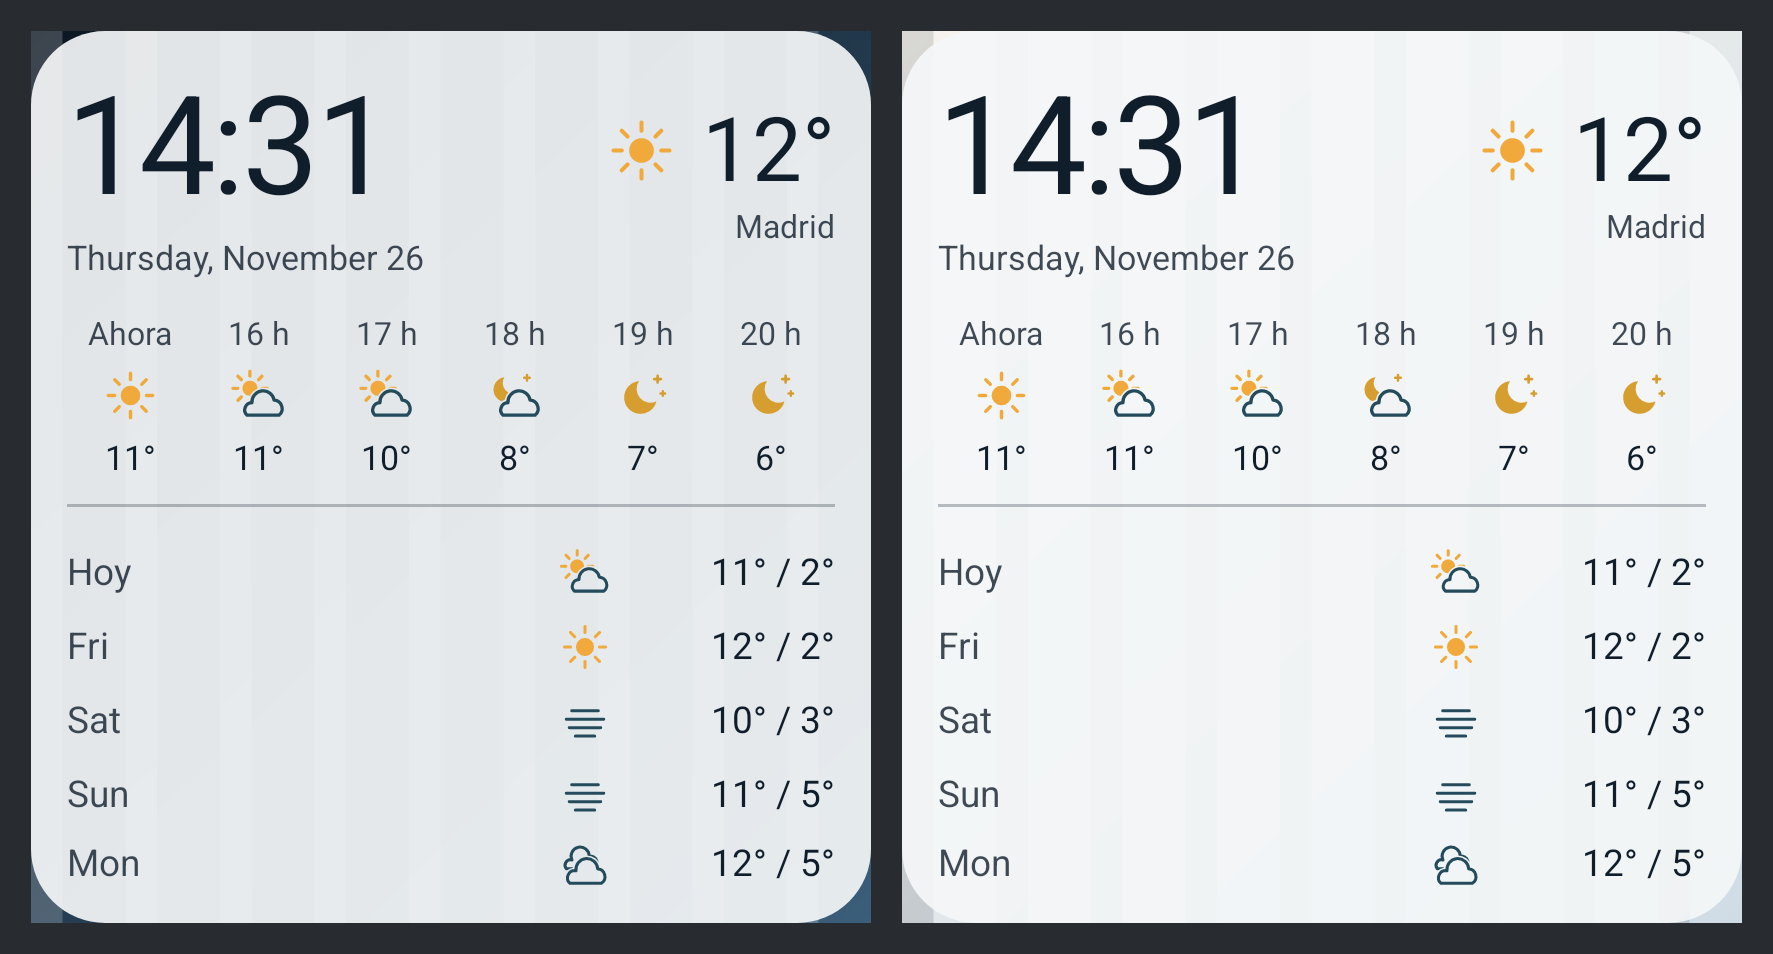 14:31
12°
Madrid
Thursday, November 26
Ahora 16 h 17 h 18 h 19 h 20 h
11° 11° 10° 8° 7° 6°
Hoy 11° / 2°
Fri 12° / 2°
Sat 10° / 3°
Sun 11° / 5°
Mon 12° / 5°
14:31
12°
Madrid
Thursday, November 26
Ahora 16 h 17 h 18 h 19 h 20 h
11° 11° 10° 8° 7° 6°
Hoy 11° / 2°
Fri 12° / 2°
Sat 10° / 3°
Sun 11° / 5°
Mon 12° / 5°